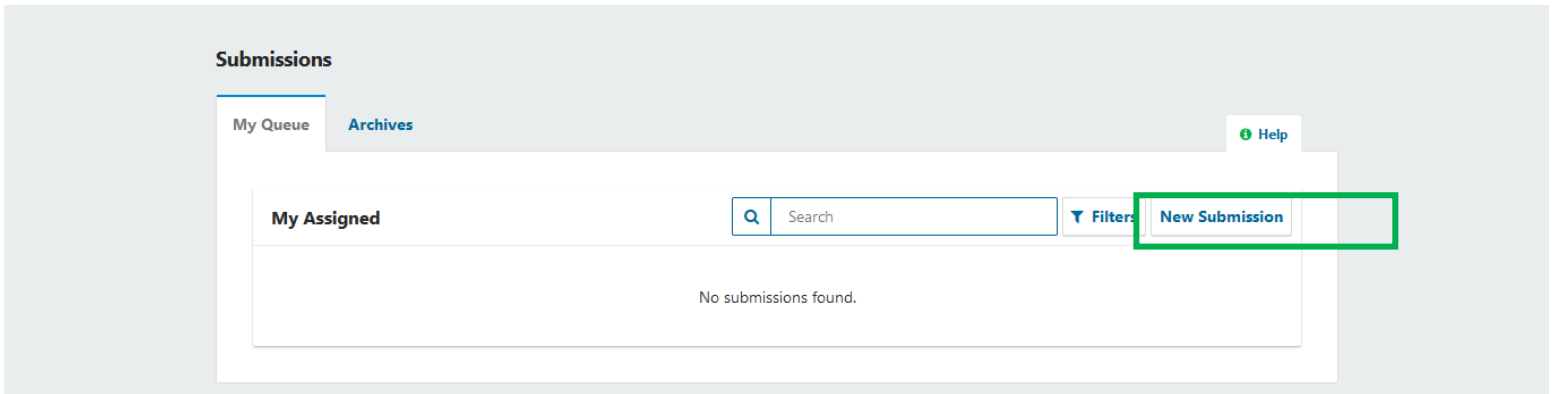 Submissions
My Queue Archives
Help
My Assigned Search Filters New Submission
No submissions found.